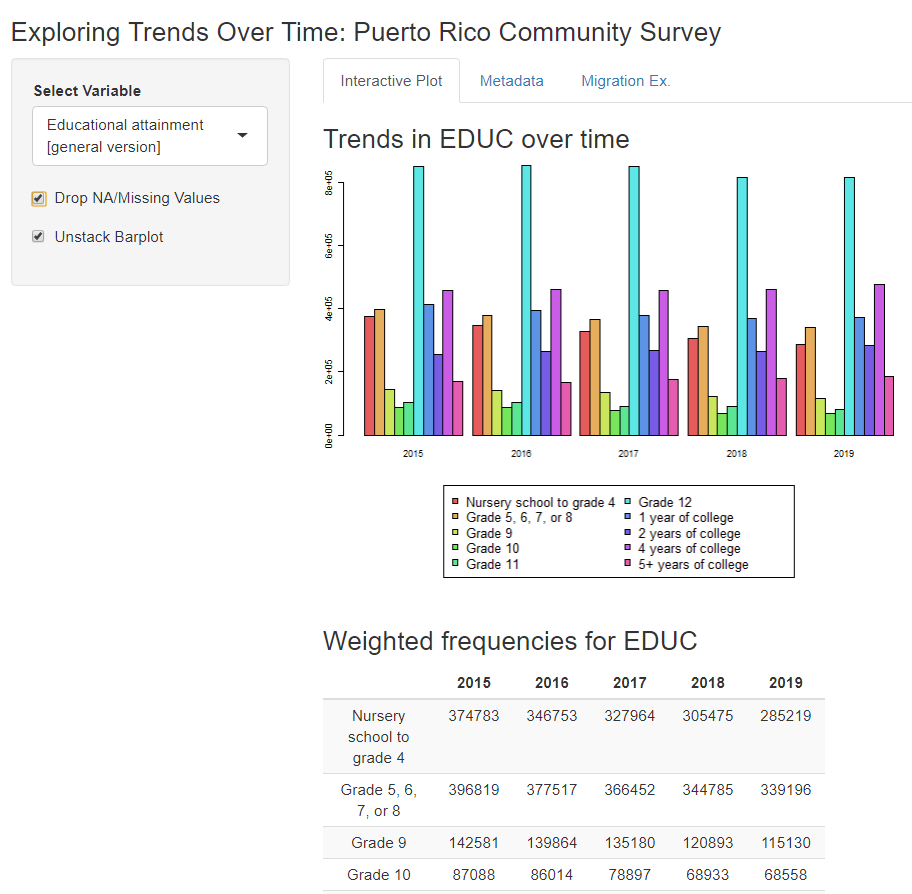 Exploring Trends Over Time: Puerto Rico Community Survey
Select Variable
Educational attainment
[general version]
Drop NA/Missing Values
Unstack Barplot
Interactive Plot Metadata Migration Ex.
Trends in EDUC over time
8e+05
6e+05
4e+05
2e+05
0e+00
2015 2016 2017 2018 2019
Nursery school to grade 4
Grade 5, 6, 7, or 8
Grade 9
Grade 10
Grade 11
Grade 12
1 year of college
2 years of college
4 years of college
5+ years of college
Weighted frequencies for EDUC
2015 2016 2017 2018 2019
Nursery
school to
grade 4
374783 346753 327964 305475 285219
Grade 5, 6,
7, or 8
396819 377517 366452 344785 339196
Grade 9 142581 139864 135180 120893 115130
Grade 10 87088 86014 78897 68933 68558